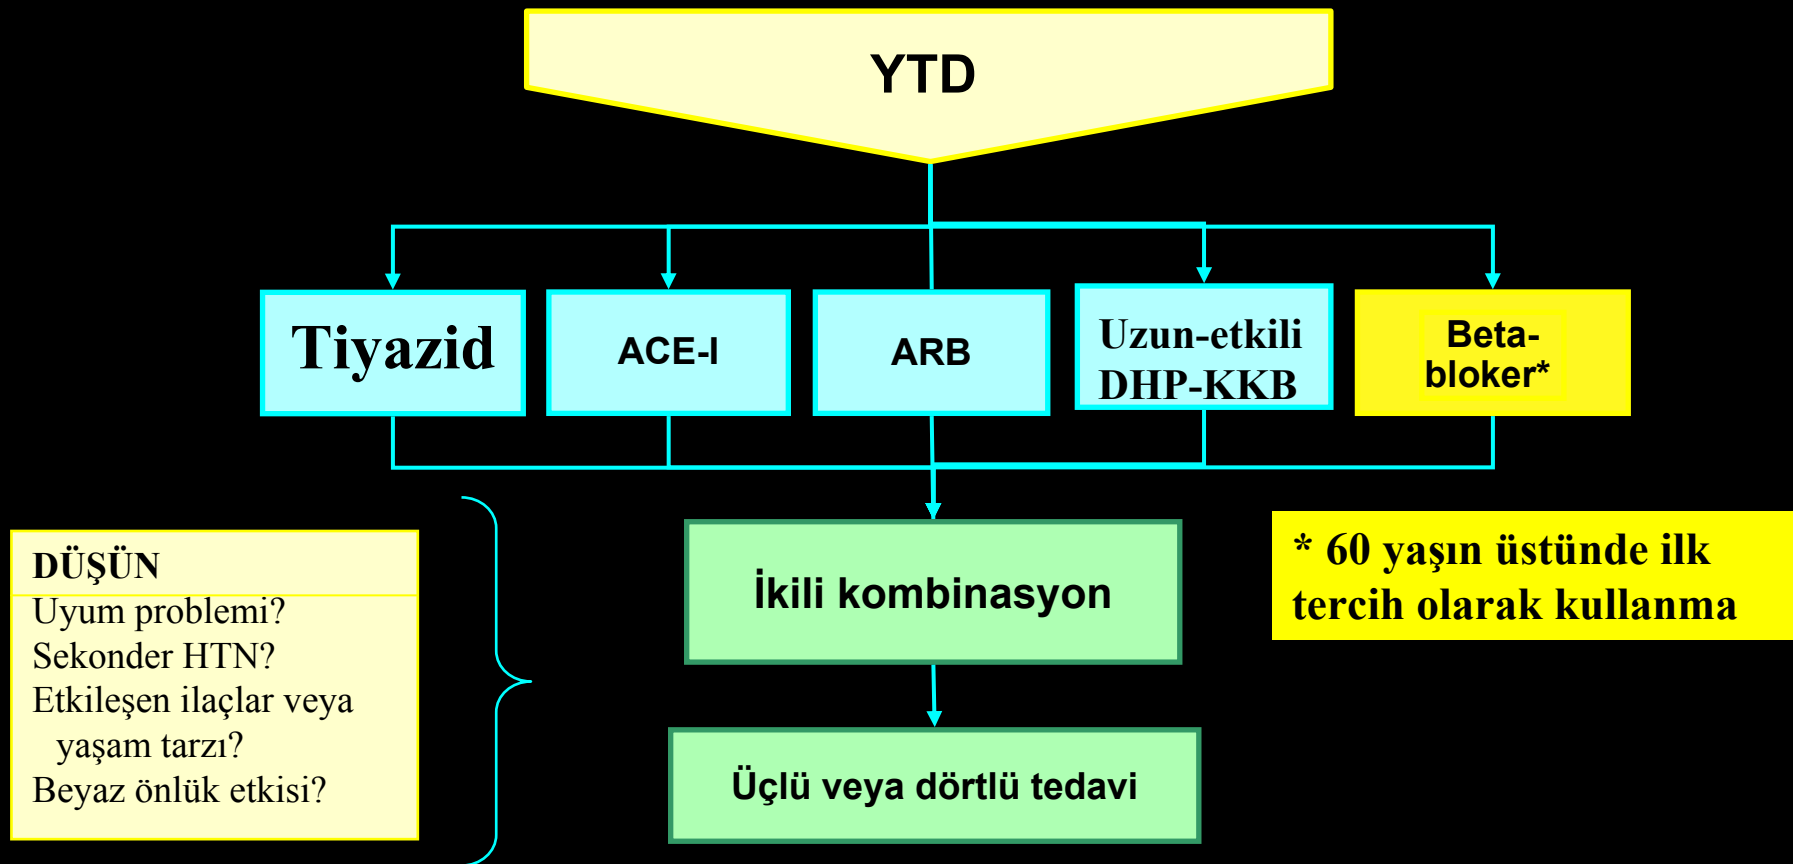 YTD
Tiyazid
ACE-I
ARB
Uzun-etkili
DHP-KKB
Beta-
bloker*
DÜŞÜN
Uyum problemi?
Sekonder HTN?
Etkileşen ilaçlar veya
yaşam tarzı?
Beyaz önlük etkisi?
İkili kombinasyon
* 60 yaşın üstünde ilk
tercih olarak kullanma
Üçlü veya dörtlü tedavi